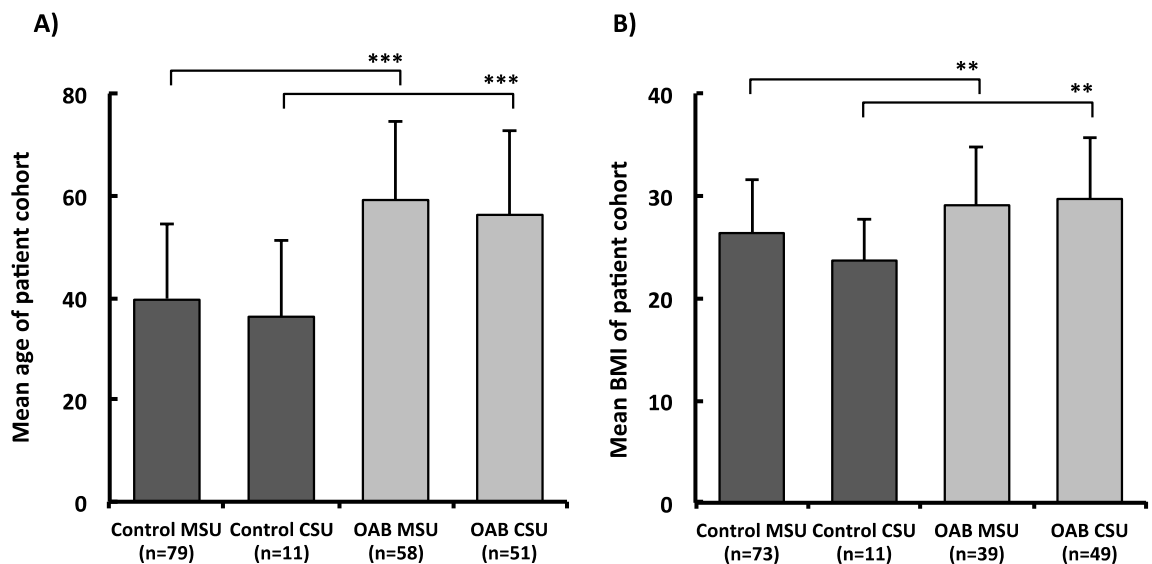 A)
***
***
80
60
40
20
0
Mean age of patient cohort
Control MSU Control CSU OAB MSU OAB CSU
(n=79) (n=11) (n=58) (n=51)
B)
**
**
40
30
20
10
0
Mean BMI of patient cohort
Control MSU Control CSU OAB MSU OAB CSU
(n=73) (n=11) (n=39) (n=49)